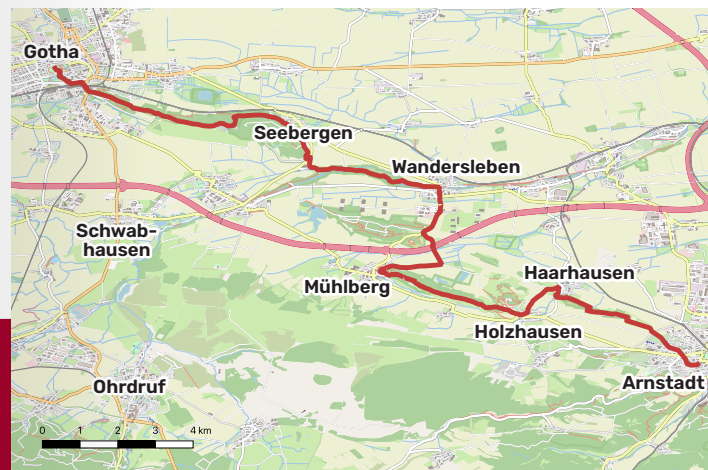 Gotha
Seebergen
Wandersleben
Schwab-
hausen
Haarhausen
Mühlberg
Holzhausen
Ohrdruf
Arnstadt
0 1 2 3 4 km